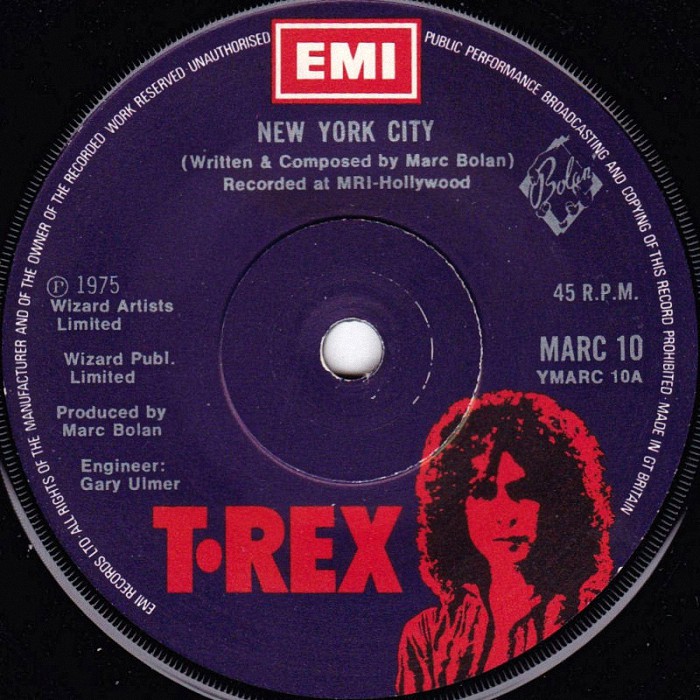 EMI
NEW YORK CITY
(Written & Composed by Marc Bolan)
Recorded at MRI-Hollywood
Bolan
℗ 1975
Wizard Artists
Limited
Wizard Publ.
Limited
Produced by
Marc Bolan
Engineer:
Gary Ulmer
45 R.P.M.
MARC 10
YMARC 10A
T•REX
EMI RECORDS LTD ALL RIGHTS OF THE MANUFACTURER AND OF THE OWNER OF THE RECORDED WORK RESERVED UNAUTHORISED
PUBLIC PERFORMANCE BROADCASTING AND COPYING OF THIS RECORD PROHIBITED · MADE IN GT BRITAIN